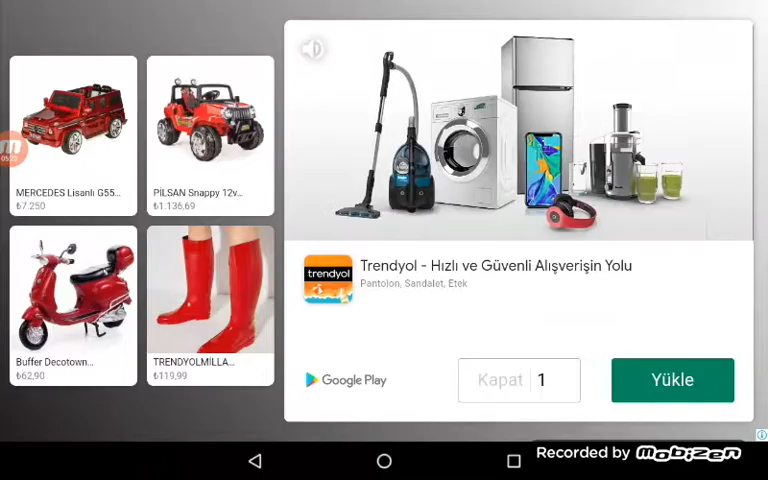 MERCEDES Lisanlı G55...
₺7.250
PİLSAN Snappy 12v...
₺1.136,69
Buffer Decotown...
₺62,90
TRENDYOLMİLLA...
₺119,99
05:23
trendyol
Trendyol - Hızlı ve Güvenli Alışverişin Yolu
Pantolon, Sandalet, Etek
Google Play
Kapat 1
Yükle
Recorded by MOBIZEN